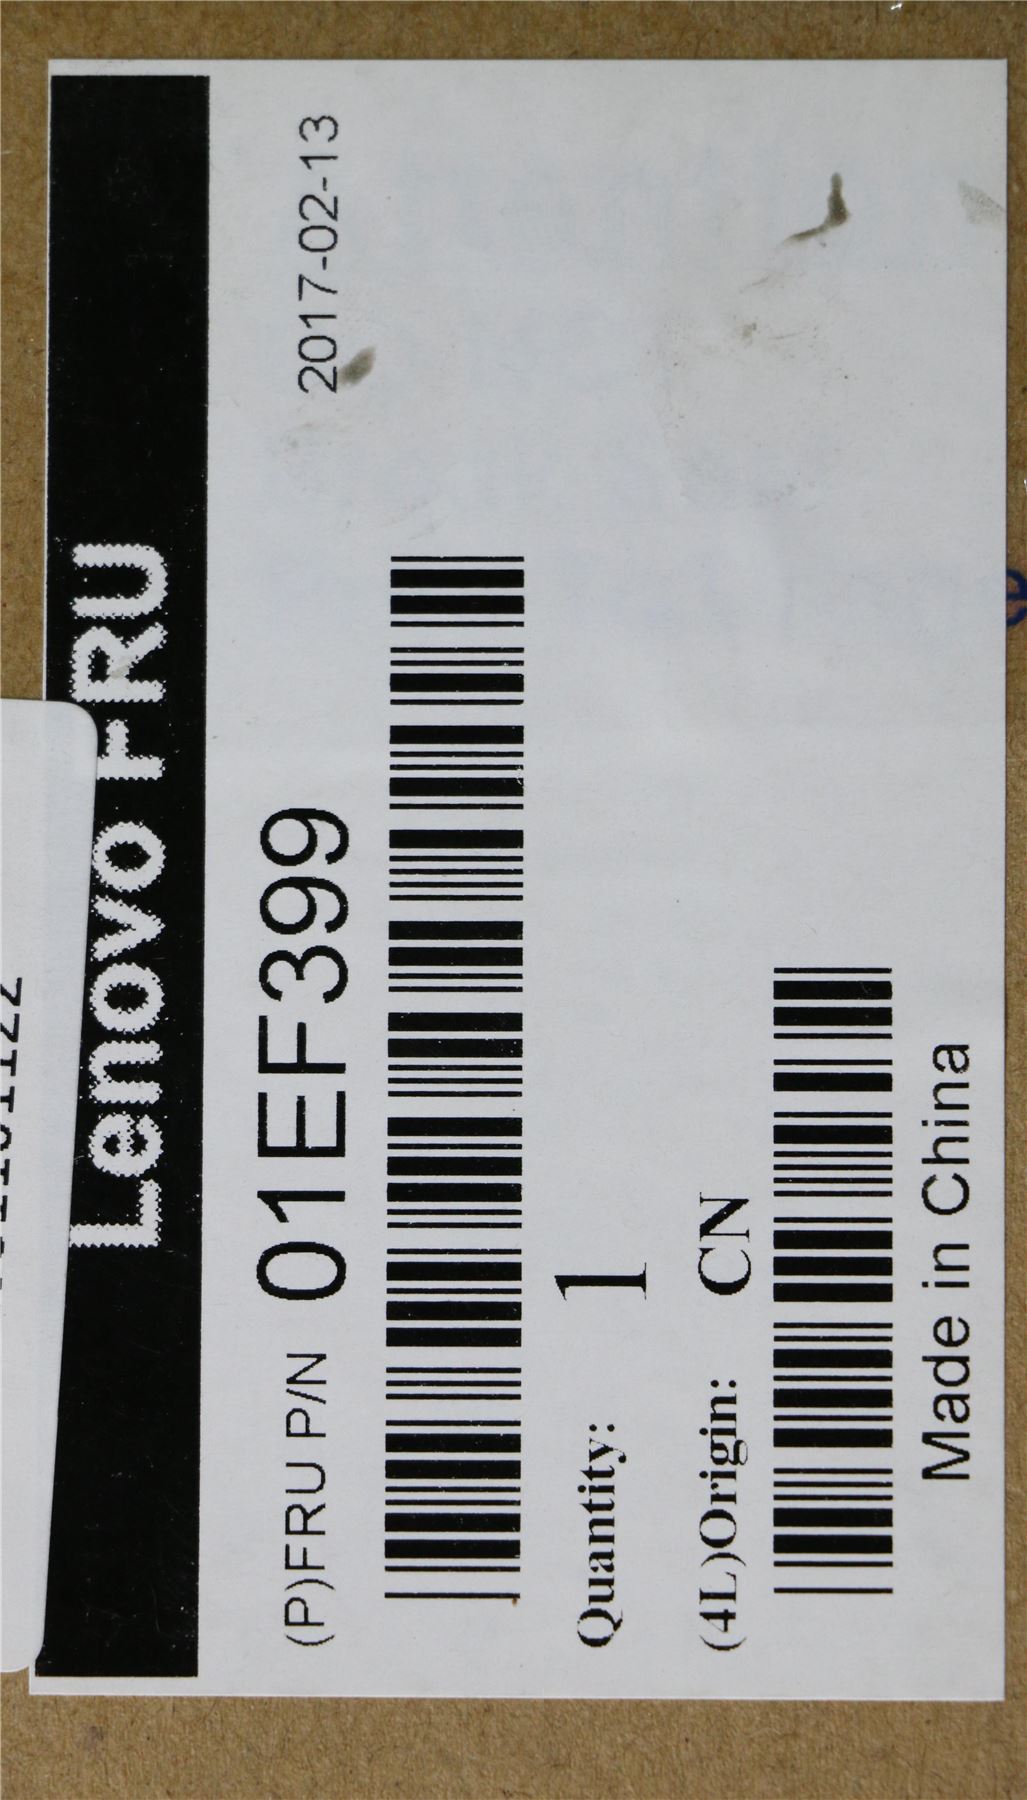 Lenovo FRU
2017-02-13
(P)FRU P/N 01EF399
Quantity: 1
(4L)Origin: CN
Made in China